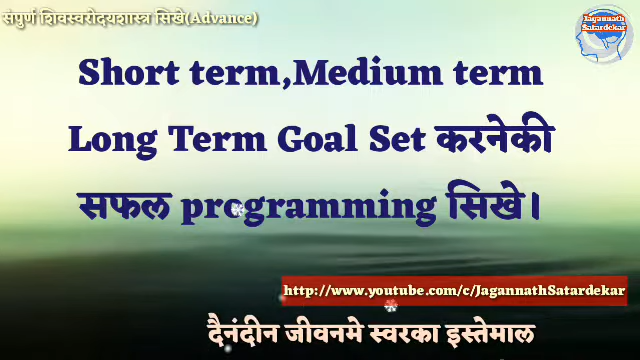 संपुर्ण शिवस्वरोदयशास्त्र सिखे(Advance)
Jagannath
Satardekar
Short term,Medium term
Long Term Goal Set करनेकी
सफल programming सिखे।
http://www.youtube.com/c/JagannathSatardekar
दैनंदीन जीवनमे स्वरका इस्तेमाल